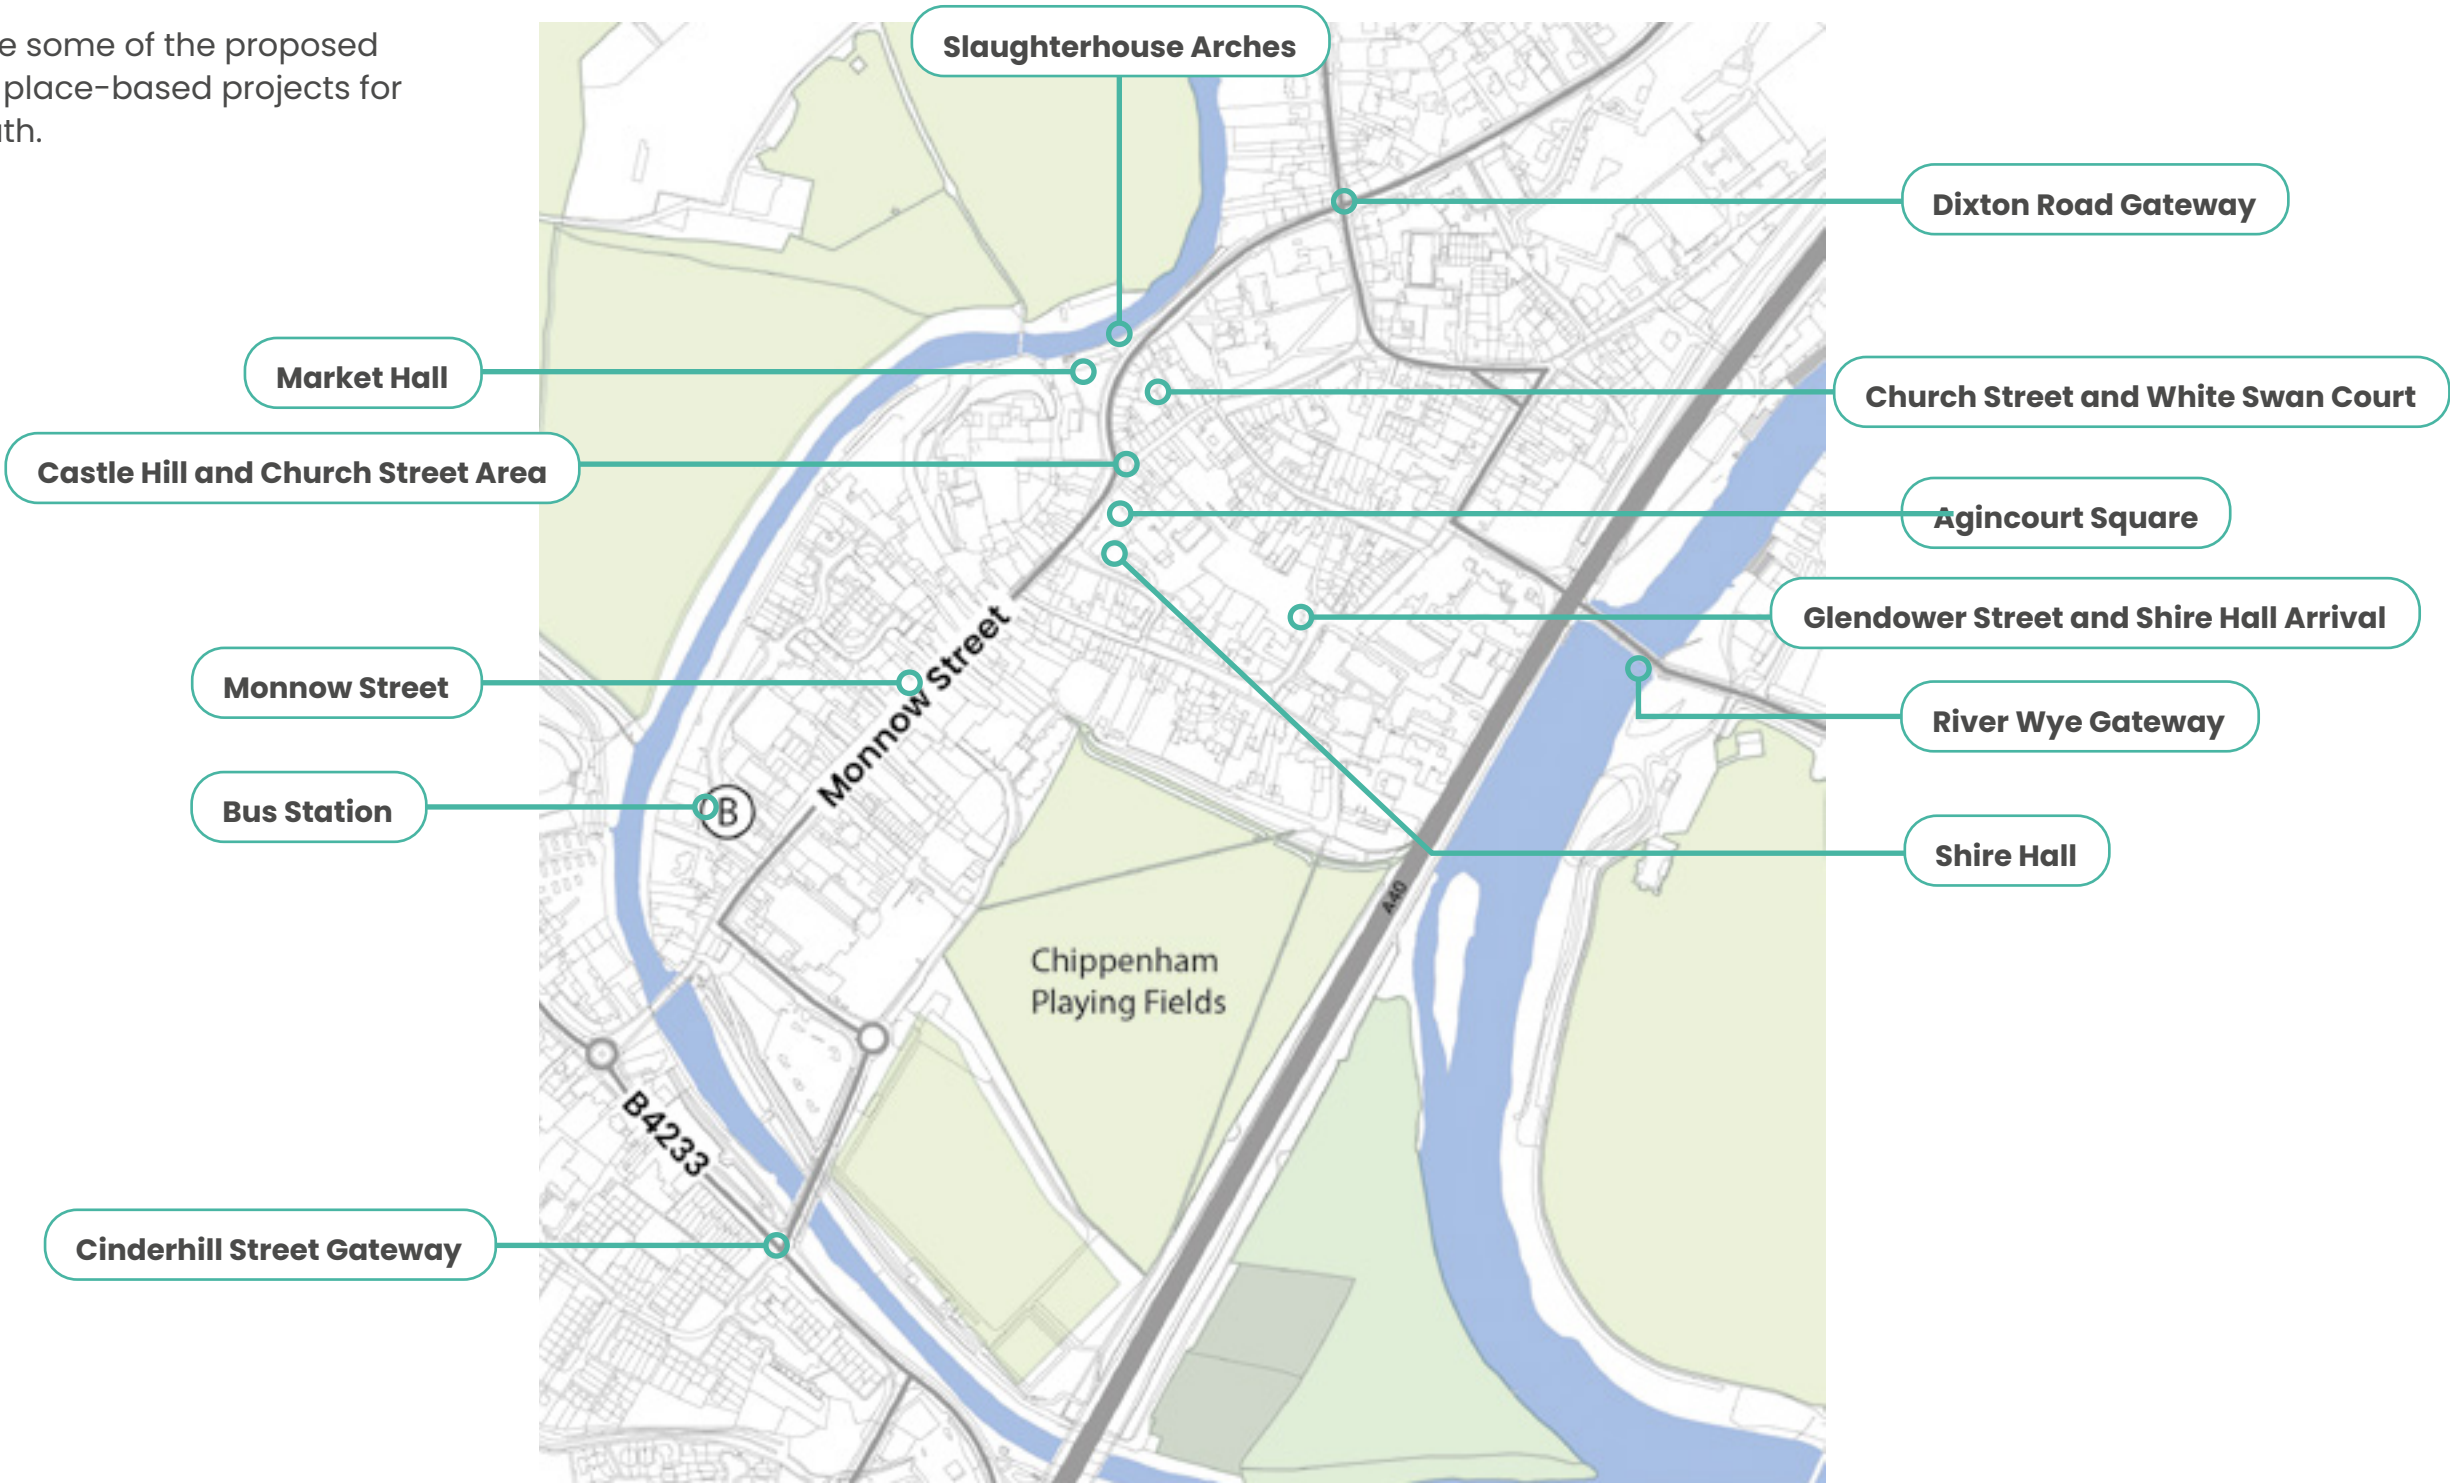 e some of the proposed
place-based projects for
th.
Slaughterhouse Arches
Dixton Road Gateway
Market Hall
Church Street and White Swan Court
Castle Hill and Church Street Area
Agincourt Square
Glendower Street and Shire Hall Arrival
Monnow Street
Monnow Street
River Wye Gateway
Bus Station
B
Shire Hall
A40
Chippenham
Playing Fields
B4233
Cinderhill Street Gateway